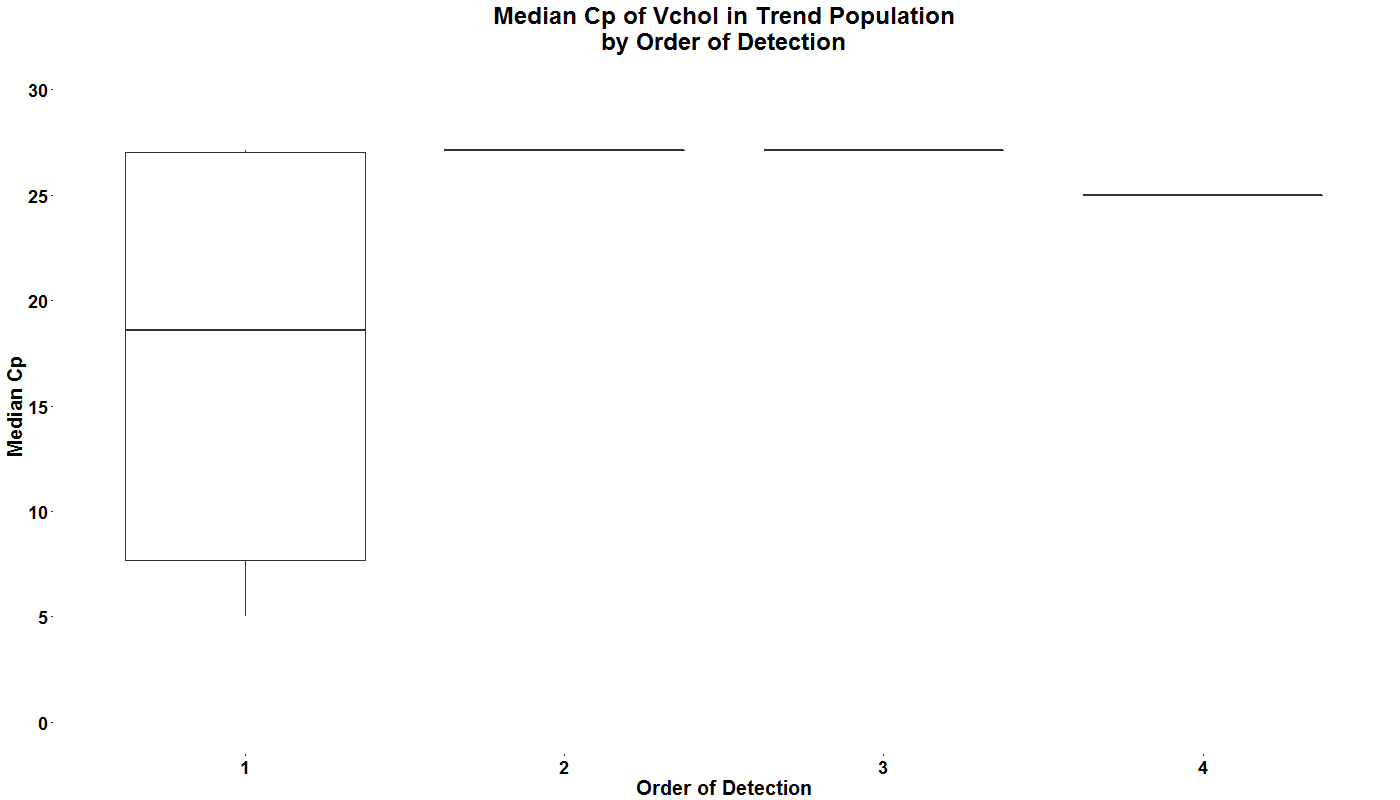 Median Cp of Vchol in Trend Population
by Order of Detection
30
25
20
15
10
5
0
Median Cp
1 2 3 4
Order of Detection